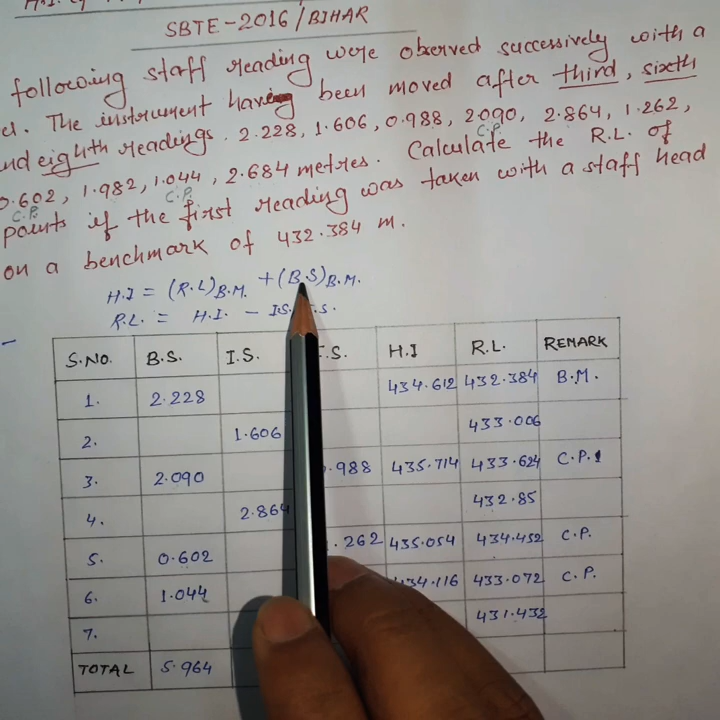 SBTE-2016/BIHAR
following staff reading were observed successively with a
The instrument having been moved after third, sixth
nd eighth readings. 2.228, 1.606, 0.988, 2.090, 2.864, 1.262,
C.P.
0.602, 1.982, 1.044, 2.684 metres. Calculate the R.L. of
C.P. C.P.
points if the first reading was taken with a staff head
on a benchmark of 432.384 m.
H.I = (R.L)B.M. + (B.S)B.M.
R.L. = H.I. - I.S.
S.NO. B.S. I.S. F.S. H.I R.L. REMARK
1. 2.228 434.612 432.384 B.M.
2. 1.606 433.006
3. 2.090 .988 435.714 433.624 C.P.1
4. 2.864 432.85
5. 0.602 .262 435.054 434.452 C.P.
6. 1.044 434.116 433.072 C.P.
7. 431.432
TOTAL 5.964